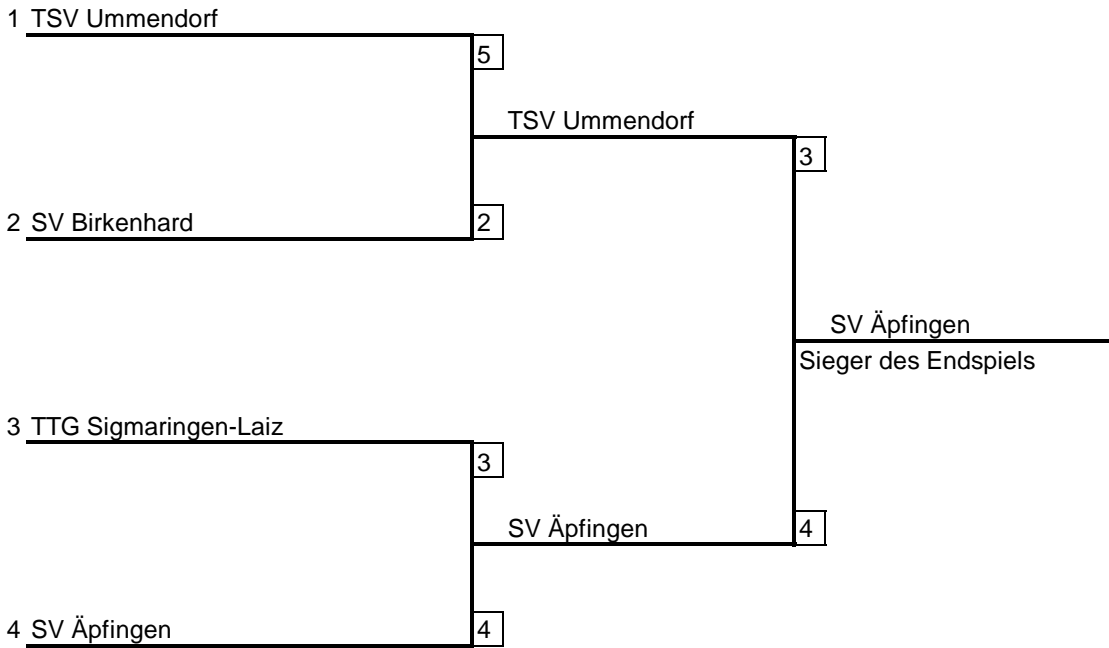 1 TSV Ummendorf
5
TSV Ummendorf
3
2 SV Birkenhard
2
SV Äpfingen
Sieger des Endspiels
3 TTG Sigmaringen-Laiz
3
SV Äpfingen
4
4 SV Äpfingen
4